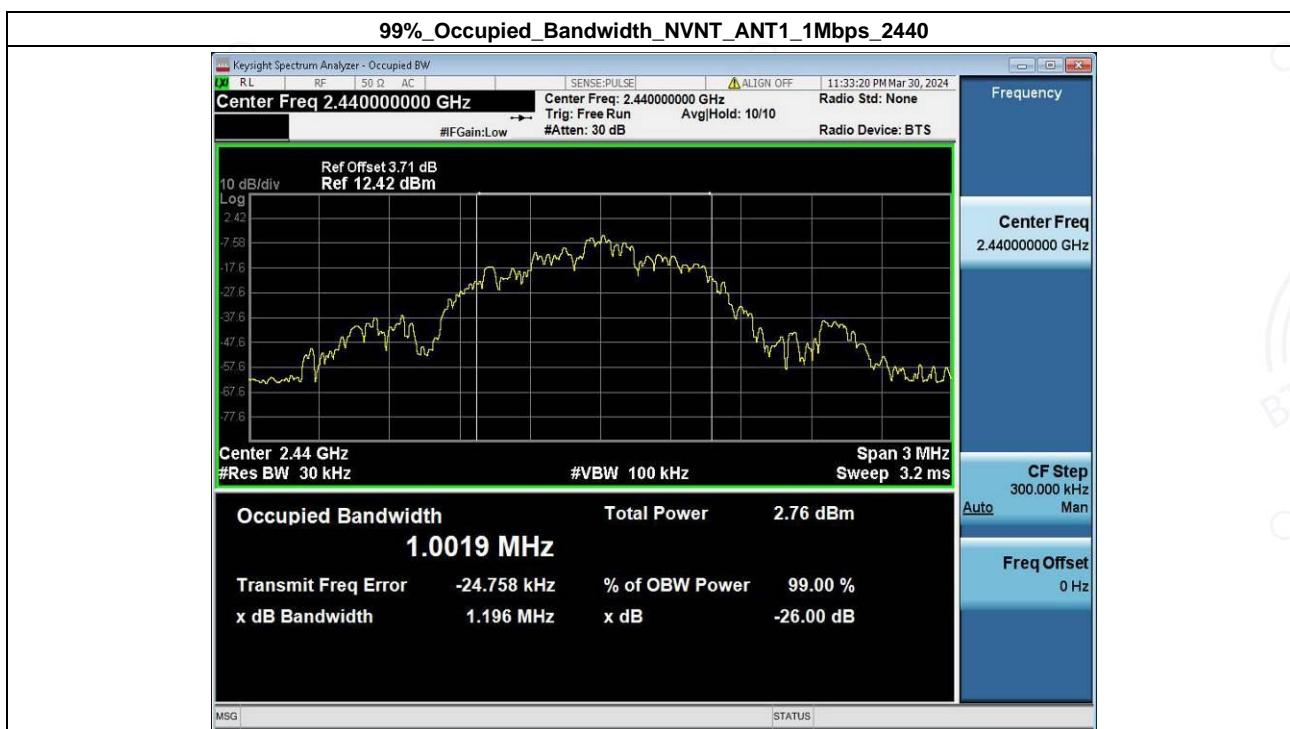 99%_Occupied_Bandwidth_NVNT_ANT1_1Mbps_2440
Keysight Spectrum Analyzer - Occupied BW
RL RF 50 Ω AC SENSE:PULSE ALIGN OFF 11:33:20 PM Mar 30, 2024
Center Freq 2.440000000 GHz
Center Freq: 2.440000000 GHz Radio Std: None
Trig: Free Run Avg|Hold: 10/10
#IFGain:Low #Atten: 30 dB Radio Device: BTS
Frequency
Ref Offset 3.71 dB
10 dB/div Ref 12.42 dBm
Log
2.42
-7.58
-17.6
-27.6
-37.6
-47.6
-57.6
-67.6
-77.6
Center 2.44 GHz Span 3 MHz
#Res BW 30 kHz #VBW 100 kHz Sweep 3.2 ms
Center Freq
2.440000000 GHz
CF Step
300.000 kHz
Auto Man
Freq Offset
0 Hz
Occupied Bandwidth Total Power 2.76 dBm
1.0019 MHz
Transmit Freq Error -24.758 kHz % of OBW Power 99.00 %
x dB Bandwidth 1.196 MHz x dB -26.00 dB
MSG STATUS